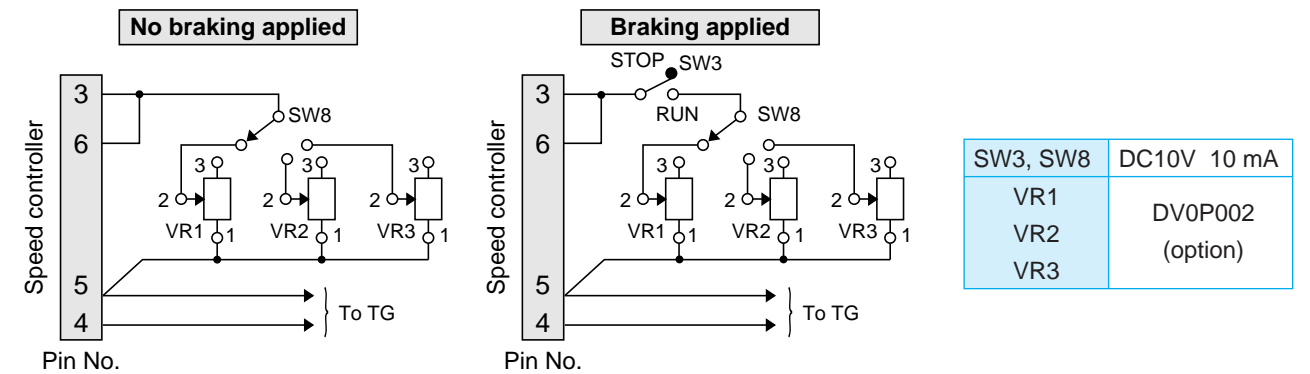 No braking applied
Speed controller
3
6
5
4
SW8
3 3 3
2 2 2
VR1 1 VR2 1 VR3 1
To TG
Pin No.
Braking applied
STOP SW3
RUN SW8
Speed controller
3
6
5
4
3 3 3
2 2 2
VR1 1 VR2 1 VR3 1
To TG
Pin No.
SW3, SW8 DC10V 10 mA
VR1
VR2
VR3
DV0P002
(option)